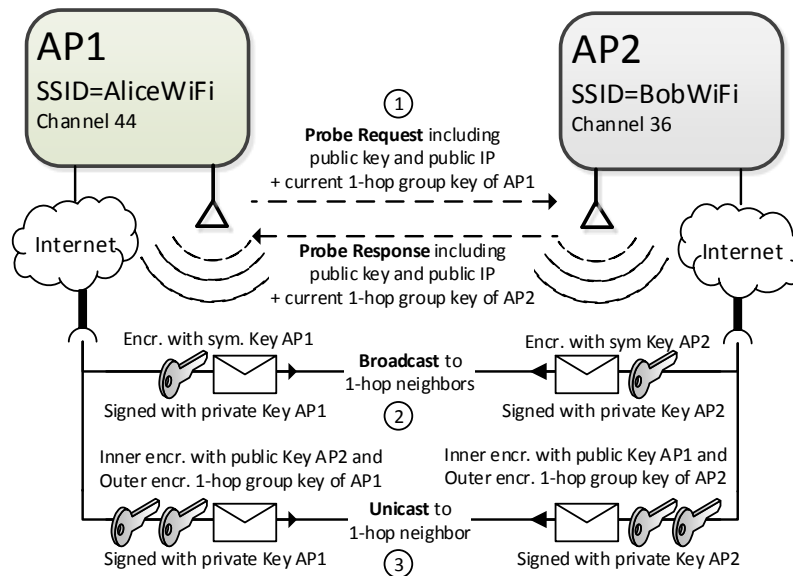 AP1
SSID=AliceWiFi
Channel 44
AP2
SSID=BobWiFi
Channel 36
1
Probe Request including
public key and public IP
+ current 1-hop group key of AP1
Internet
Internet
Probe Response including
public key and public IP
+ current 1-hop group key of AP2
Encr. with sym. Key AP1
Encr. with sym Key AP2
Broadcast to
1-hop neighbors
Signed with private Key AP1
2
Signed with private Key AP2
Inner encr. with public Key AP2 and
Outer encr. 1-hop group key of AP1
Inner encr. with public Key AP1 and
Outer encr. 1-hop group key of AP2
Unicast to
1-hop neighbor
Signed with private Key AP1
3
Signed with private Key AP2